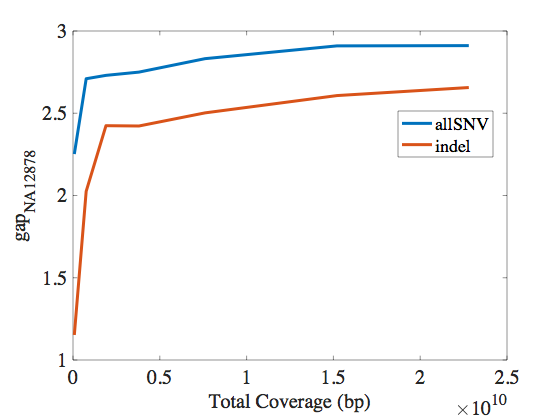 3
2.5
2
1.5
1
gap_NA12878
allSNV
indel
0 0.5 1 1.5 2 2.5
Total Coverage (bp)
×10^10